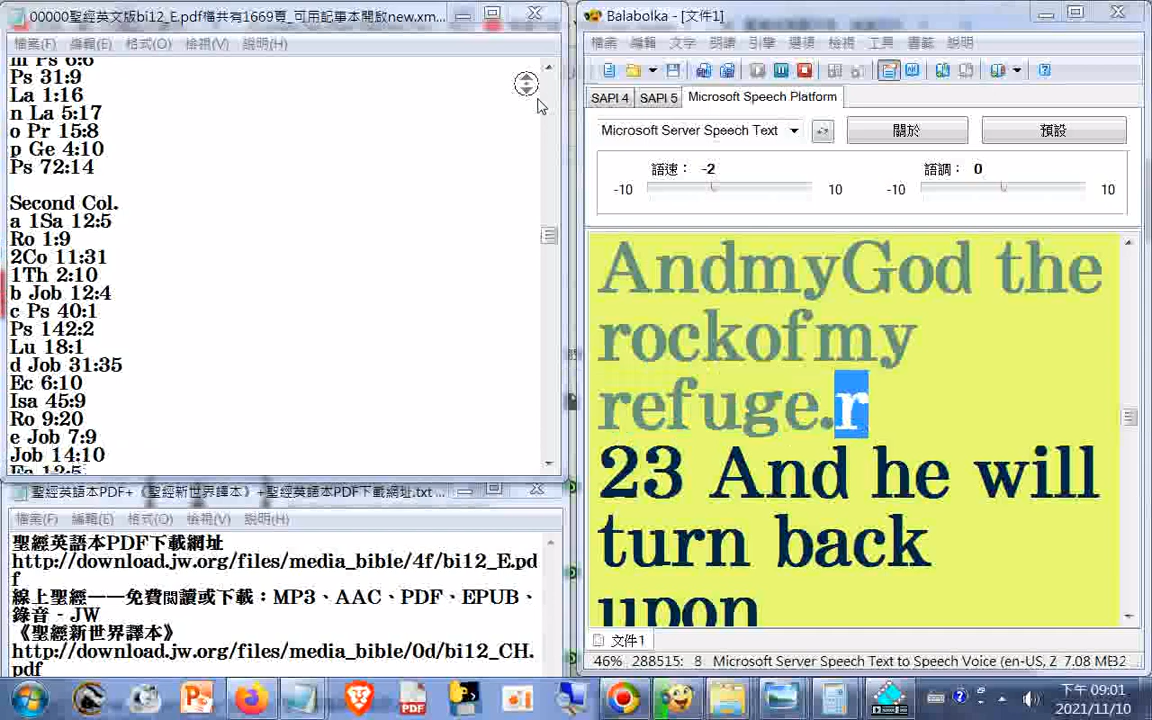 00000聖經英文版bi12_E.pdf檔共有1669頁_可用記事本開啟new.xm...
檔案(F) 編輯(E) 格式(O) 檢視(V) 說明(H)
m Ps 6:6
Ps 31:9
La 1:16
n La 5:17
o Pr 15:8
p Ge 4:10
Ps 72:14
Second Col.
a 1Sa 12:5
Ro 1:9
2Co 11:31
1Th 2:10
b Job 12:4
c Ps 40:1
Ps 142:2
Lu 18:1
d Job 31:35
Ec 6:10
Isa 45:9
Ro 9:20
e Job 7:9
Job 14:10
Ec 12:5
聖經英語本PDF+《聖經新世界譯本》+聖經英語本PDF下載網址.txt ...
檔案(F) 編輯(E) 格式(O) 檢視(V) 說明(H)
聖經英語本PDF下載網址
http://download.jw.org/files/media_bible/4f/bi12_E.pd
f
線上聖經——免費閱讀或下載：MP3、AAC、PDF、EPUB、
錄音 - JW
《聖經新世界譯本》
http://download.jw.org/files/media_bible/0d/bi12_CH.
pdf
Balabolka - [文件1]
檔案 編輯 文字 朗讀 引擎 選項 檢視 工具 書籤 說明
SAPI 4 SAPI 5 Microsoft Speech Platform
Microsoft Server Speech Text 關於 預設
語速： -2 語調： 0
-10 10 -10 10
AndmyGod the
rockofmy
refuge.r
23 And he will
turn back
upon
文件1
46% 288515: 8 Microsoft Server Speech Text to Speech Voice (en-US, Z 7.08 MB2
下午 09:01
2021/11/10